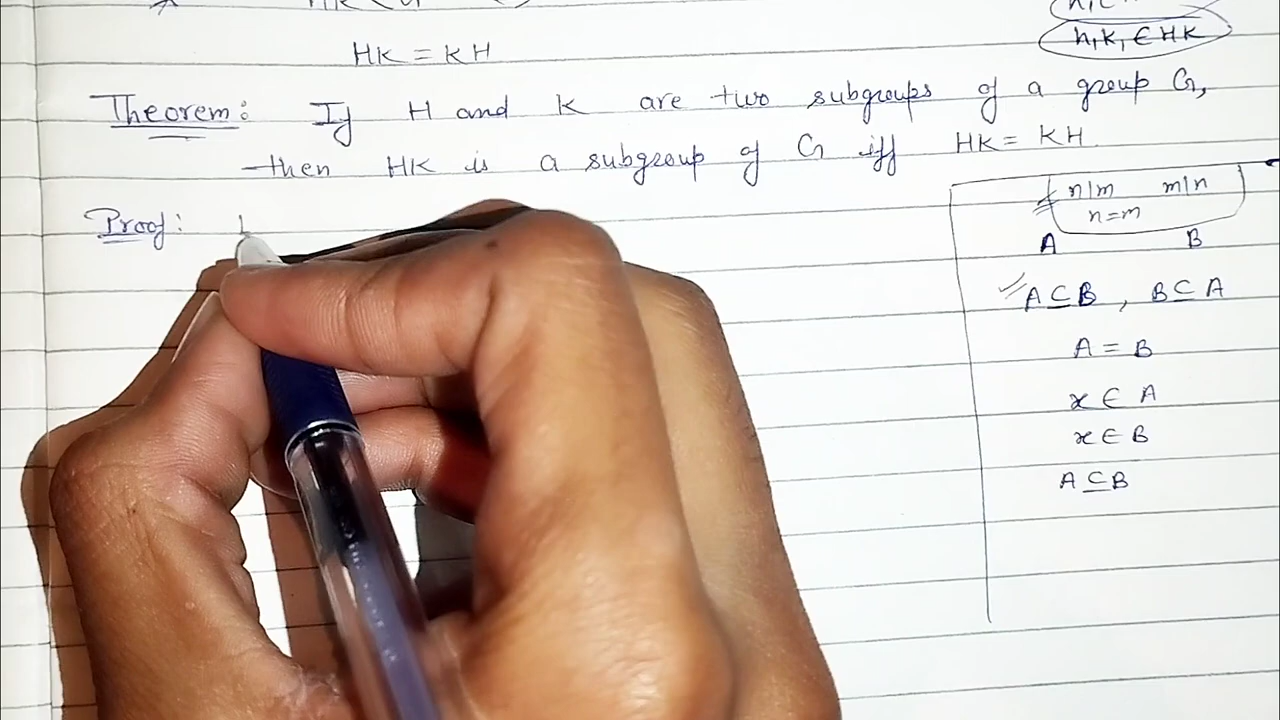 HK = KH
h₁k₁ ∈ HK
Theorem: If H and K are two subgroups of a group G,
then HK is a subgroup of G iff HK = KH.
Proof:
n|m m|n
n=m
A B
A ⊆ B , B ⊆ A
A = B
x ∈ A
x ∈ B
A ⊆ B